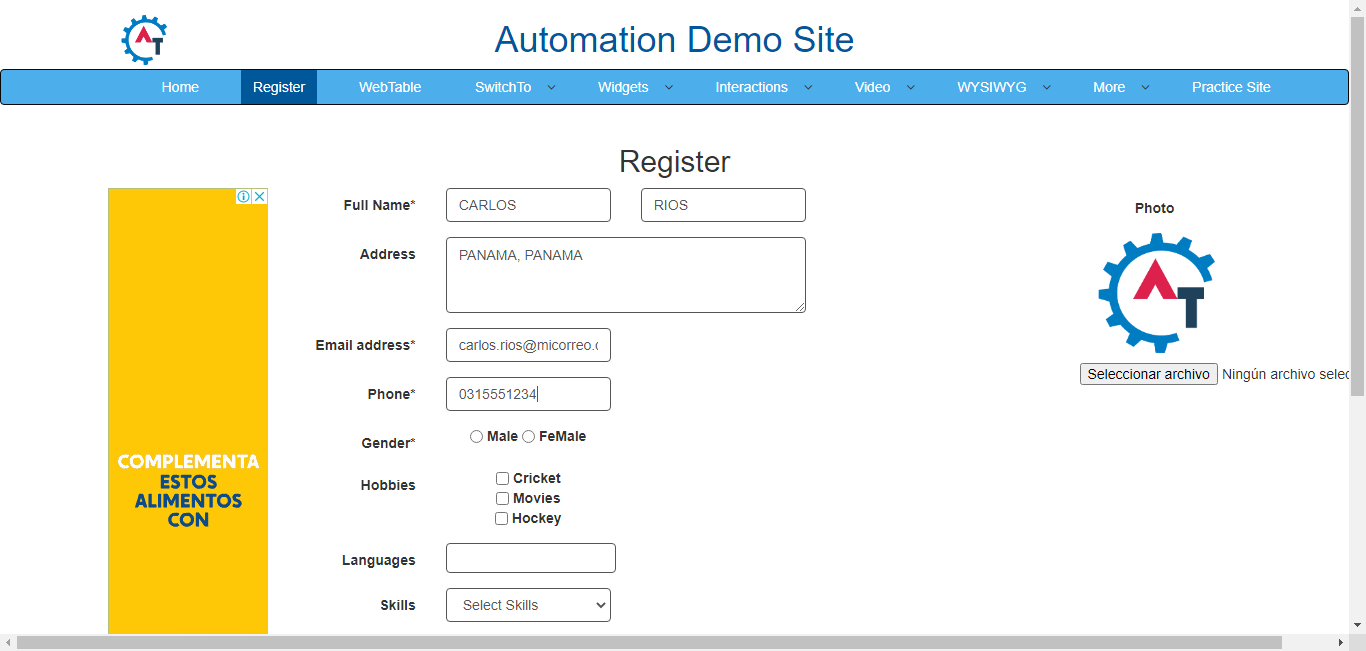 Automation Demo Site
Home Register WebTable SwitchTo Widgets Interactions Video WYSIWYG More Practice Site
Register
Full Name* CARLOS RIOS
Photo
Address PANAMA, PANAMA
AT
Email address* carlos.rios@micorreo.
Seleccionar archivo Ningún archivo selec
Phone* 0315551234
Gender* Male FeMale
Hobbies Cricket
Movies
Hockey
Languages
Skills Select Skills
COMPLEMENTA
ESTOS
ALIMENTOS
CON